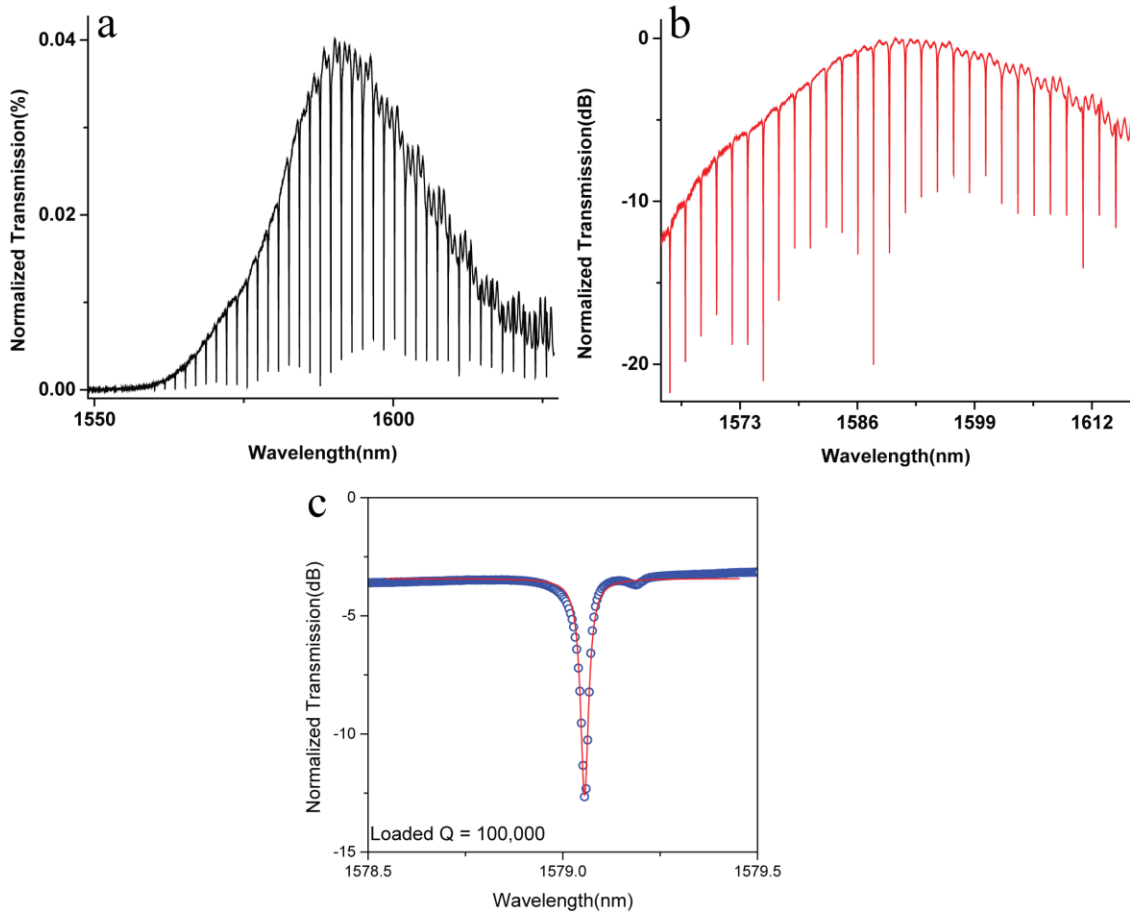 a
Normalized Transmission(%)
0.04
0.02
0.00
1550
1600
Wavelength(nm)
b
Normalized Transmission(dB)
0
-10
-20
1573
1586
1599
1612
Wavelength(nm)
c
Normalized Transmission(dB)
0
-5
-10
-15
Loaded Q = 100,000
1578.5
1579.0
1579.5
Wavelength(nm)